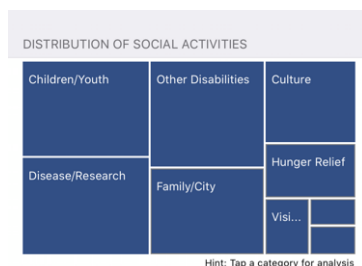 DISTRIBUTION OF SOCIAL ACTIVITIES
Children/Youth
Other Disabilities
Culture
Hunger Relief
Disease/Research
Family/City
Visi...
Hint: Tap a category for analysis